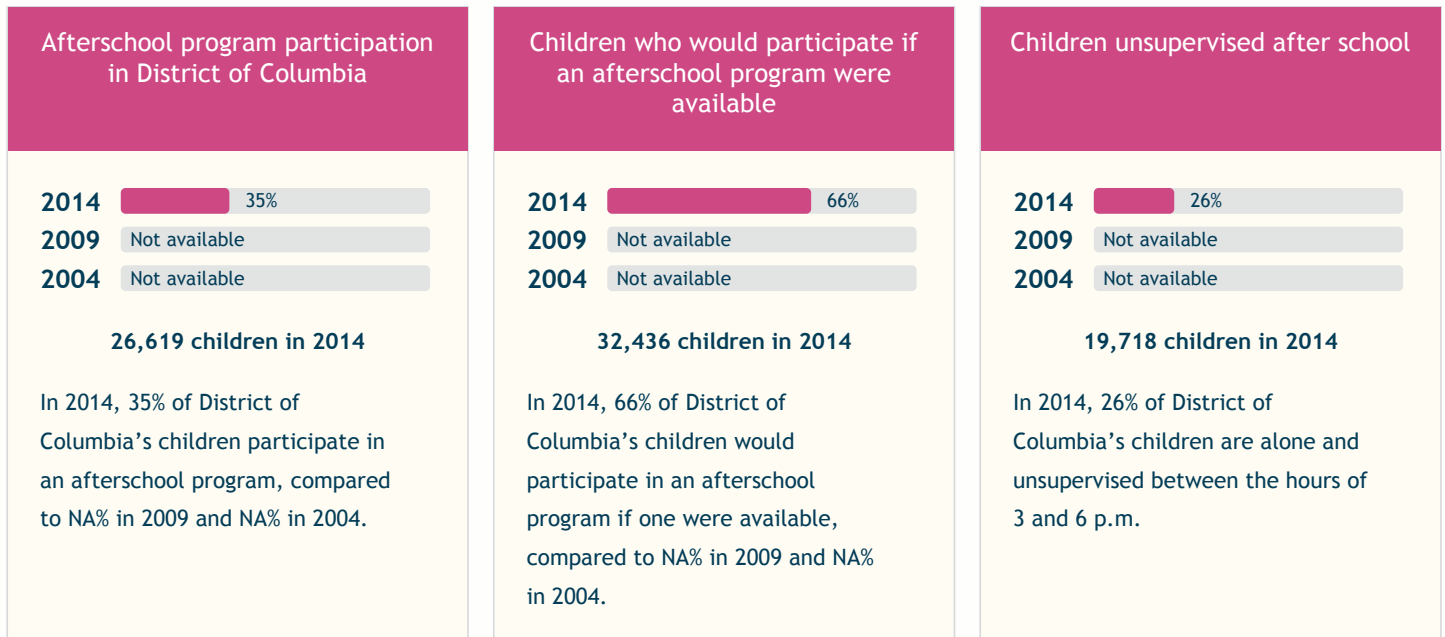 Afterschool program participation
in District of Columbia
2014 35%
2009 Not available
2004 Not available
26,619 children in 2014
In 2014, 35% of District of
Columbia’s children participate in
an afterschool program, compared
to NA% in 2009 and NA% in 2004.
Children who would participate if
an afterschool program were
available
2014 66%
2009 Not available
2004 Not available
32,436 children in 2014
In 2014, 66% of District of
Columbia’s children would
participate in an afterschool
program if one were available,
compared to NA% in 2009 and NA%
in 2004.
Children unsupervised after school
2014 26%
2009 Not available
2004 Not available
19,718 children in 2014
In 2014, 26% of District of
Columbia’s children are alone and
unsupervised between the hours of
3 and 6 p.m.